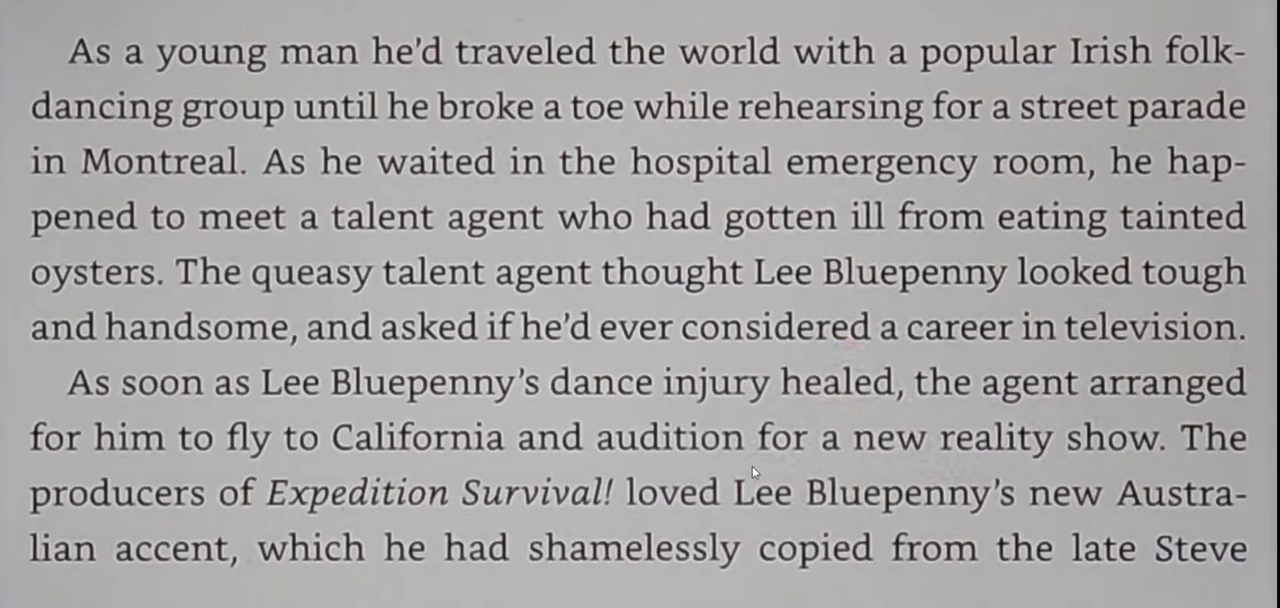 As a young man he'd traveled the world with a popular Irish folk-
dancing group until he broke a toe while rehearsing for a street parade
in Montreal. As he waited in the hospital emergency room, he hap-
pened to meet a talent agent who had gotten ill from eating tainted
oysters. The queasy talent agent thought Lee Bluepenny looked tough
and handsome, and asked if he'd ever considered a career in television.
As soon as Lee Bluepenny's dance injury healed, the agent arranged
for him to fly to California and audition for a new reality show. The
producers of Expedition Survival! loved Lee Bluepenny's new Austra-
lian accent, which he had shamelessly copied from the late Steve